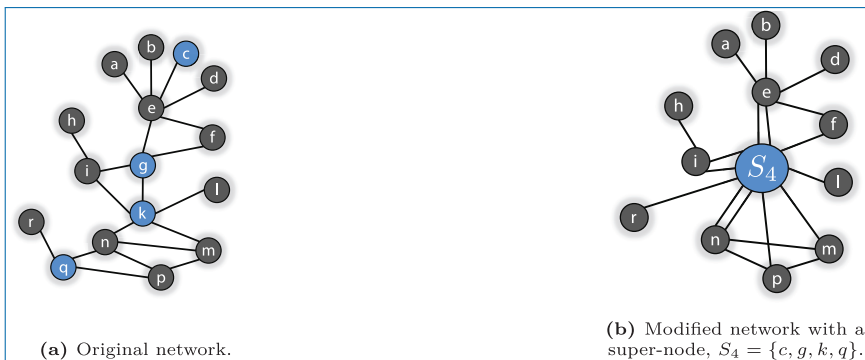 b
c
a
d
e
h
f
g
i
l
k
r
n
m
q
p
(a) Original network.
b
a
d
e
h
f
i
S₄
l
r
n
m
p
(b) Modified network with a
super-node, S₄ = {c, g, k, q}.